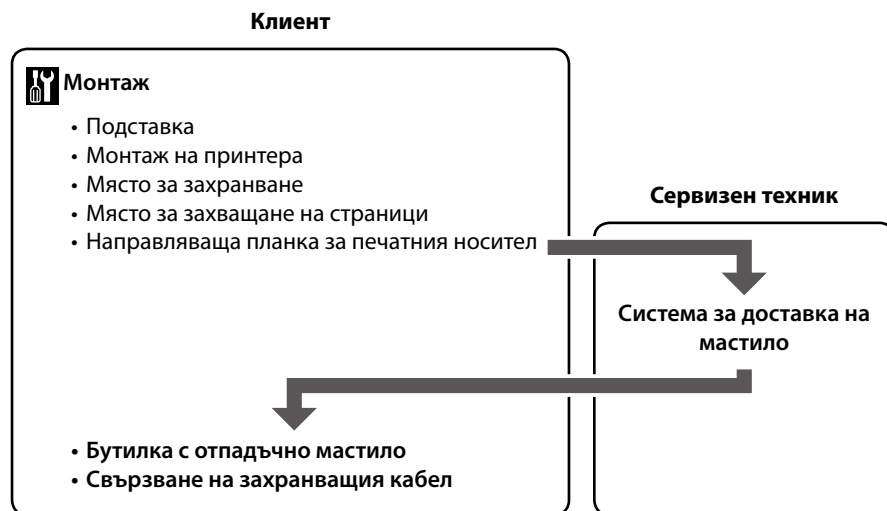 Клиент
Монтаж
• Подставка
• Монтаж на принтера
• Място за захранване
• Място за захващане на страници
• Направляваща планка за печатния носител
Сервизен техник
Система за доставка на
мастило
• Бутилка с отпадъчно мастило
• Свързване на захранващия кабел